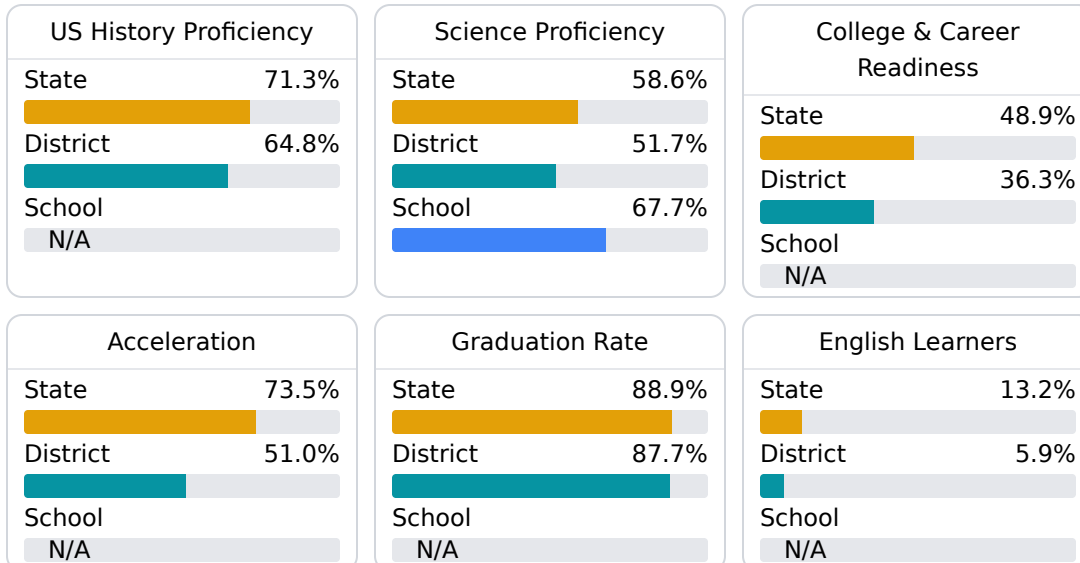 US History Proficiency
State 71.3%
District 64.8%
School
N/A
Science Proficiency
State 58.6%
District 51.7%
School 67.7%
College & Career
Readiness
State 48.9%
District 36.3%
School
N/A
Acceleration
State 73.5%
District 51.0%
School
N/A
Graduation Rate
State 88.9%
District 87.7%
School
N/A
English Learners
State 13.2%
District 5.9%
School
N/A